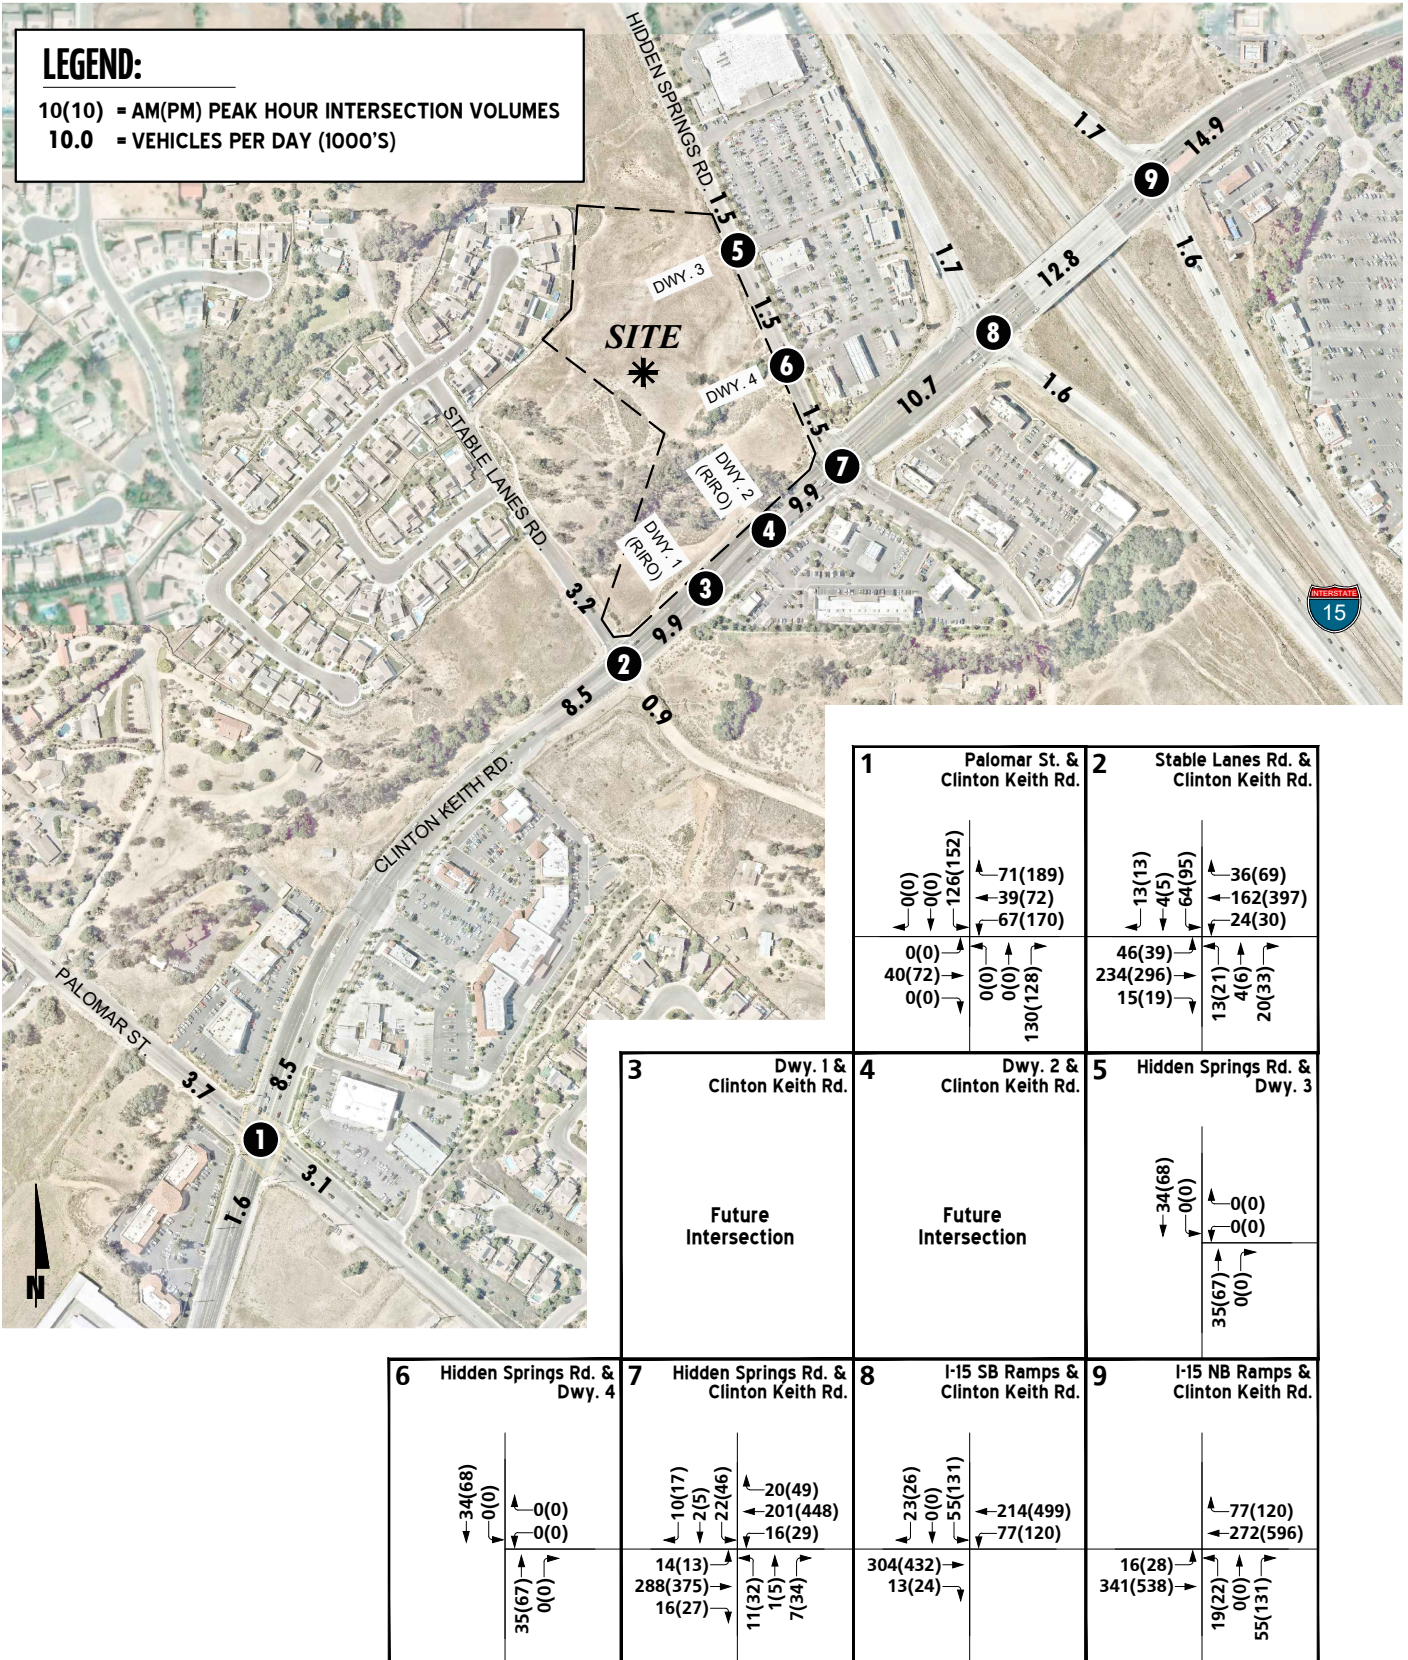 LEGEND:
10(10) = AM(PM) PEAK HOUR INTERSECTION VOLUMES
10.0 = VEHICLES PER DAY (1000'S)
HIDDEN SPRINGS RD.
1.7
14.9
9
1.5
5
DWY. 3
1.7
12.8
1.6
1.5
SITE
8
6
DWY. 4
10.7
1.6
STABLE LANES RD.
1.5
7
DWY. 2
(RIRO)
9.9
4
DWY. 1
(RIRO)
3
INTERSTATE
15
3.2
9.9
2
8.5
0.9
CLINTON KEITH RD.
PALOMAR ST.
3.7
8.5
1
3.1
1.6
N
1
Palomar St. &
Clinton Keith Rd.
0(0)
0(0)
126(152)
71(189)
39(72)
67(170)
0(0)
40(72)
0(0)
0(0)
0(0)
130(128)
2
Stable Lanes Rd. &
Clinton Keith Rd.
13(13)
4(5)
64(95)
36(69)
162(397)
24(30)
46(39)
234(296)
15(19)
13(21)
4(6)
20(33)
3
Dwy. 1 &
Clinton Keith Rd.
Future
Intersection
4
Dwy. 2 &
Clinton Keith Rd.
Future
Intersection
5
Hidden Springs Rd. &
Dwy. 3
34(68)
0(0)
0(0)
0(0)
35(67)
0(0)
6
Hidden Springs Rd. &
Dwy. 4
34(68)
0(0)
0(0)
0(0)
35(67)
0(0)
7
Hidden Springs Rd. &
Clinton Keith Rd.
10(17)
2(5)
22(46)
20(49)
201(448)
16(29)
14(13)
288(375)
16(27)
11(32)
1(5)
7(34)
8
I-15 SB Ramps &
Clinton Keith Rd.
23(26)
0(0)
55(131)
214(499)
77(120)
304(432)
13(24)
9
I-15 NB Ramps &
Clinton Keith Rd.
77(120)
272(596)
16(28)
341(538)
19(22)
0(0)
55(131)